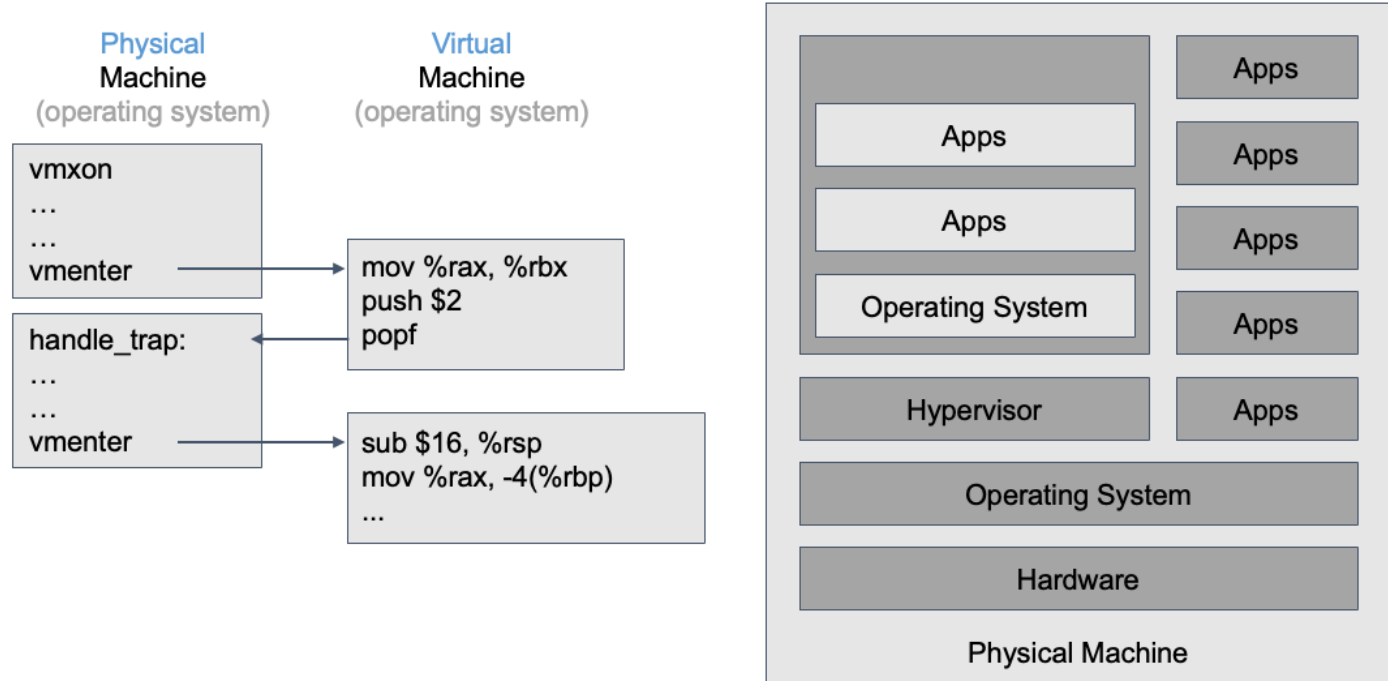 Physical
Machine
(operating system)
Virtual
Machine
(operating system)
vmxon
…
…
vmenter
mov %rax, %rbx
push $2
popf
handle_trap:
…
…
vmenter
sub $16, %rsp
mov %rax, -4(%rbp)
...
Apps
Apps
Operating System
Hypervisor
Apps
Apps
Apps
Apps
Apps
Operating System
Hardware
Physical Machine